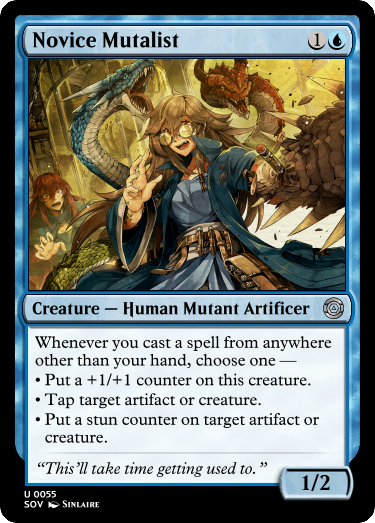 Novice Mutalist 1
Creature — Human Mutant Artificer
Whenever you cast a spell from anywhere
other than your hand, choose one —
• Put a +1/+1 counter on this creature.
• Tap target artifact or creature.
• Put a stun counter on target artifact or
creature.
“This’ll take time getting used to.”
1/2
U 0055
SOV SINLAIRE